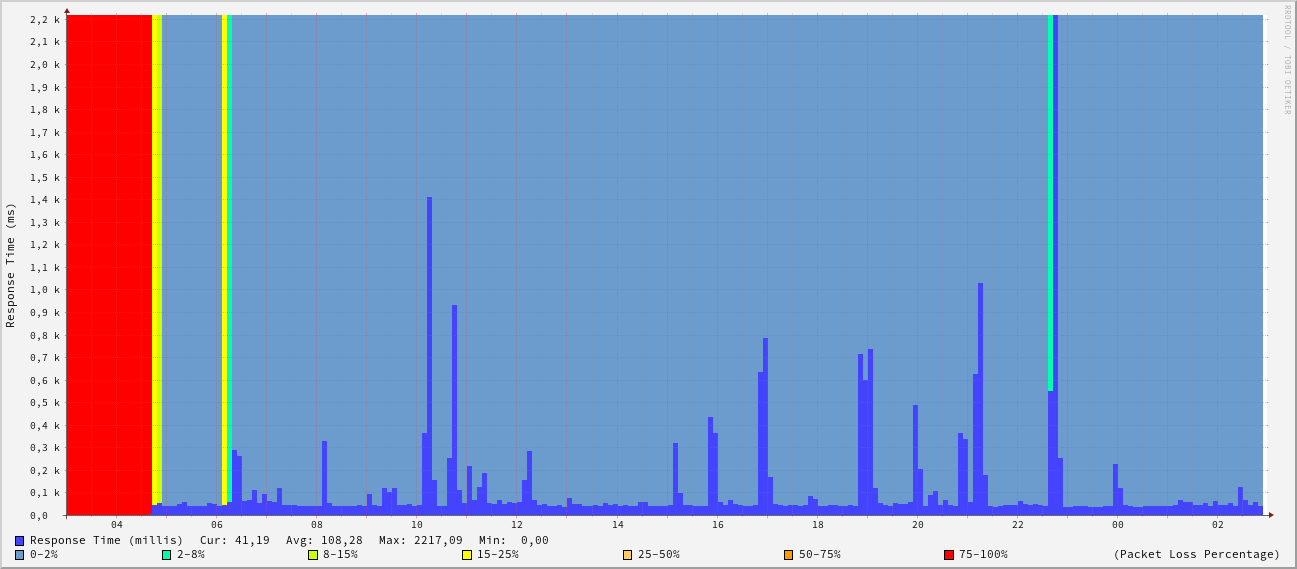 RRDTOOL / TOBI OETIKER
Response Time (ms)
2,2 k
2,1 k
2,0 k
1,9 k
1,8 k
1,7 k
1,6 k
1,5 k
1,4 k
1,3 k
1,2 k
1,1 k
1,0 k
0,9 k
0,8 k
0,7 k
0,6 k
0,5 k
0,4 k
0,3 k
0,2 k
0,1 k
0,0
04 06 08 10 12 14 16 18 20 22 00 02
Response Time (millis) Cur: 41,19 Avg: 108,28 Max: 2217,09 Min: 0,00
0-2% 2-8% 8-15% 15-25% 25-50% 50-75% 75-100% (Packet Loss Percentage)